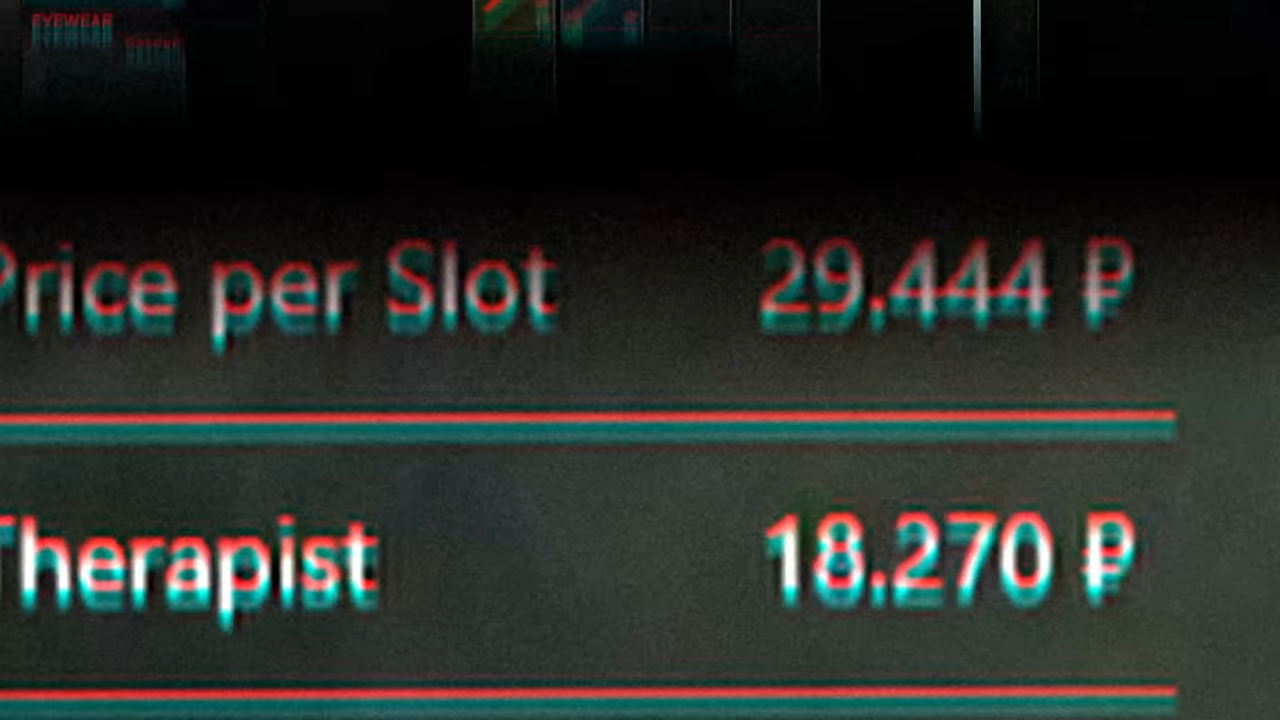 EYEWEAR
Price per Slot 29.444 ₽
Therapist 18.270 ₽